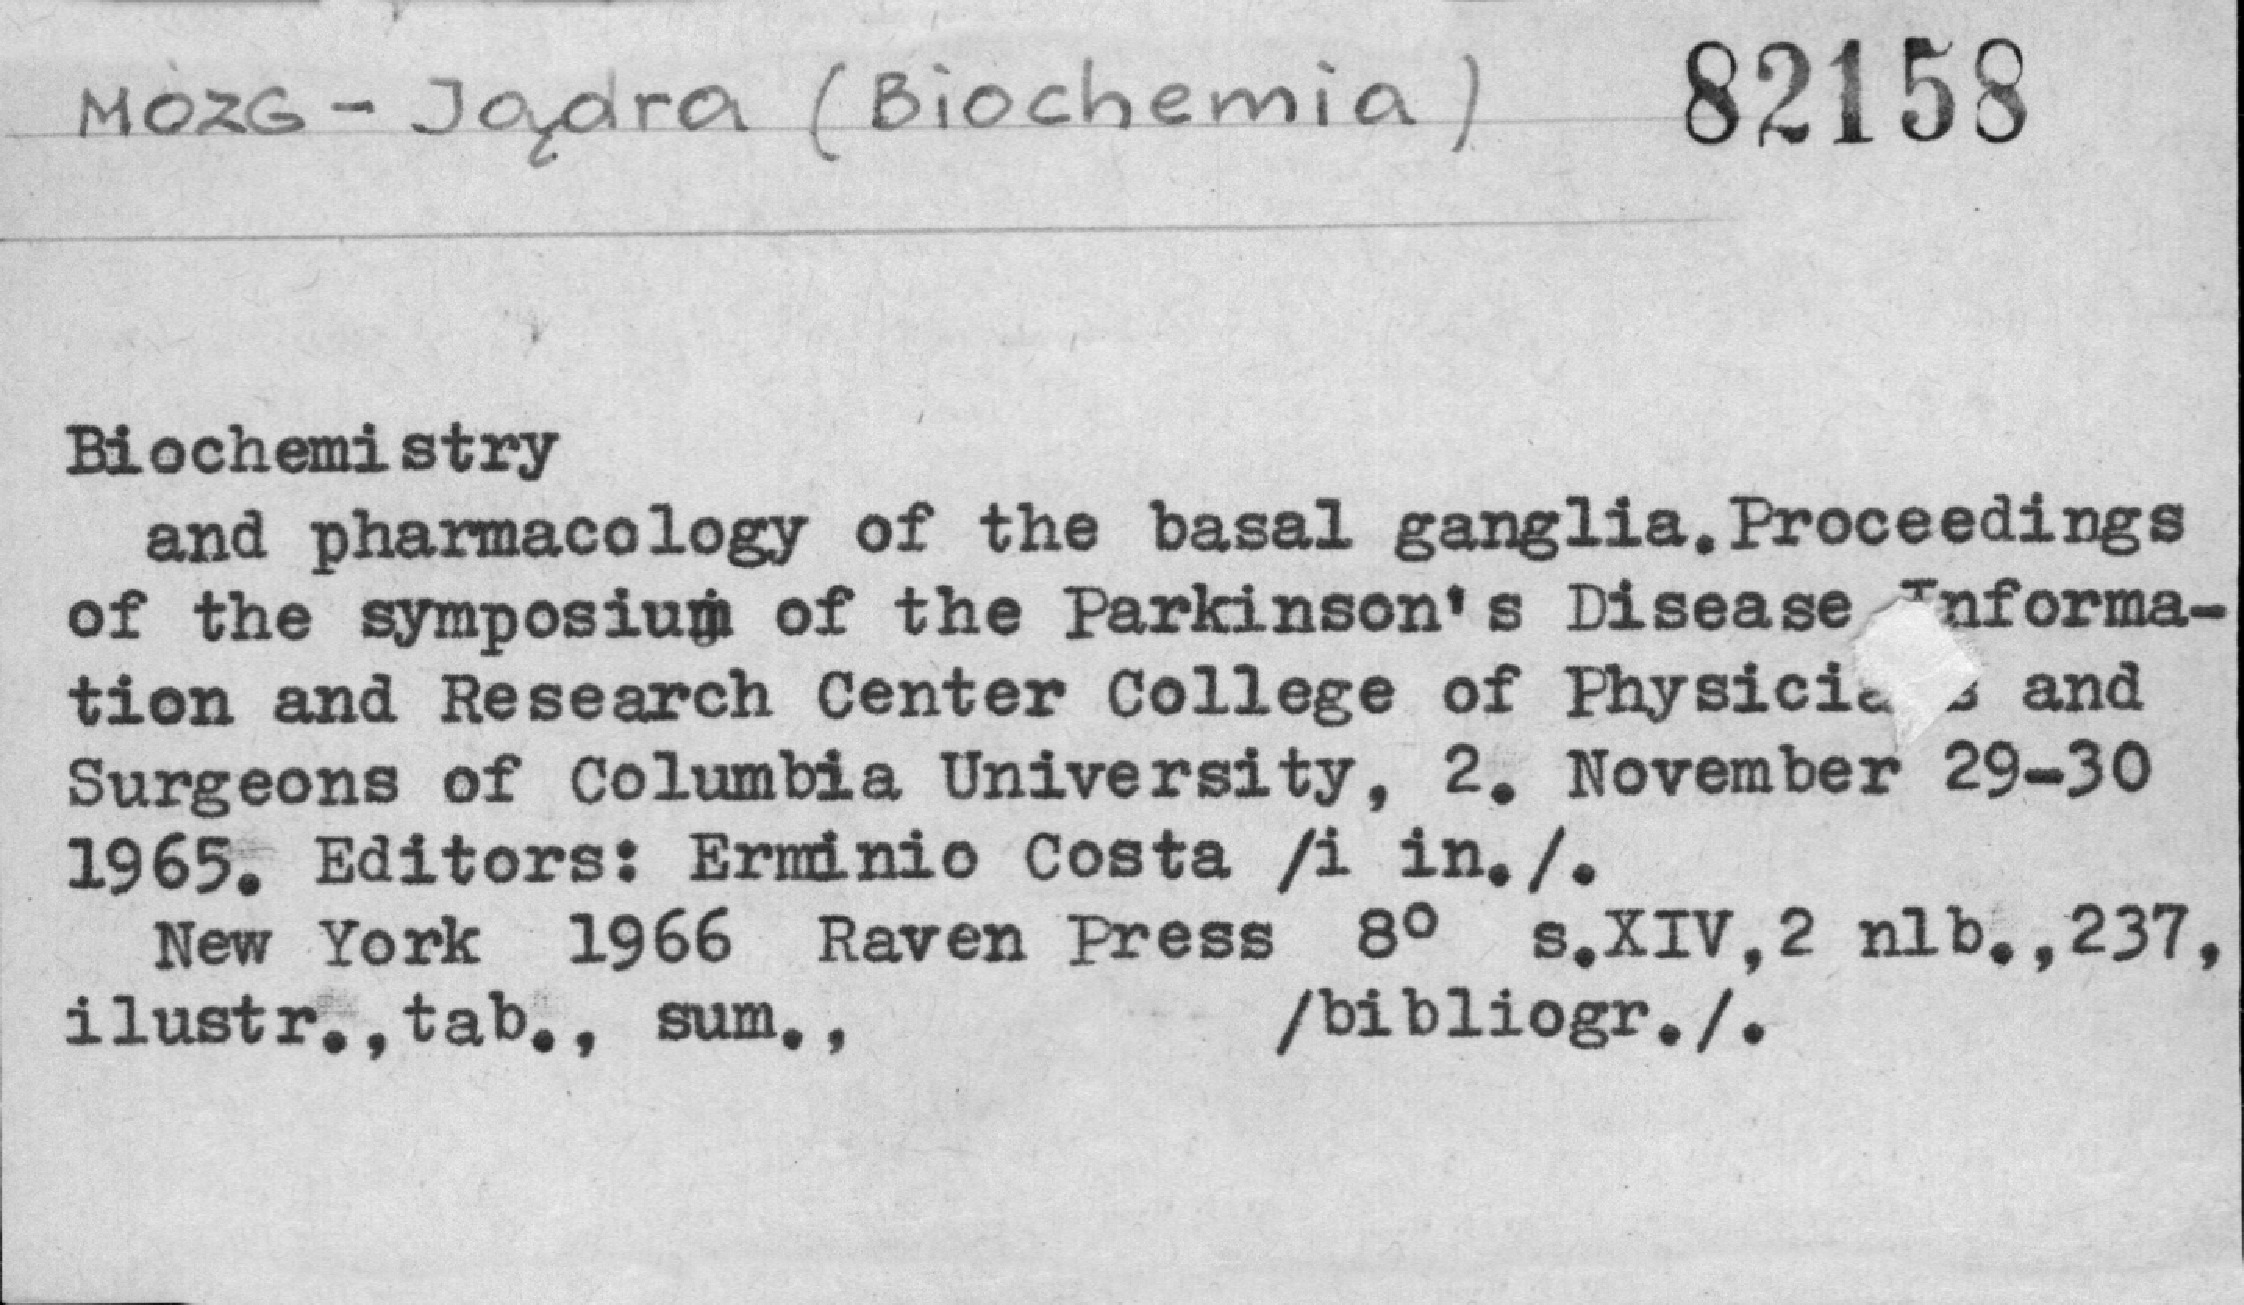 MÓZG - Jądra (Biochemia) 82158
Biochemistry
and pharmacology of the basal ganglia.Proceedings
of the symposium of the Parkinson's Disease Informa-
tion and Research Center College of Physicians and
Surgeons of Columbia University, 2. November 29-30
1965. Editors: Erminio Costa /i in./.
New York 1966 Raven Press 8° s.XIV,2 nlb.,237,
ilustr.,tab., sum., /bibliogr./.